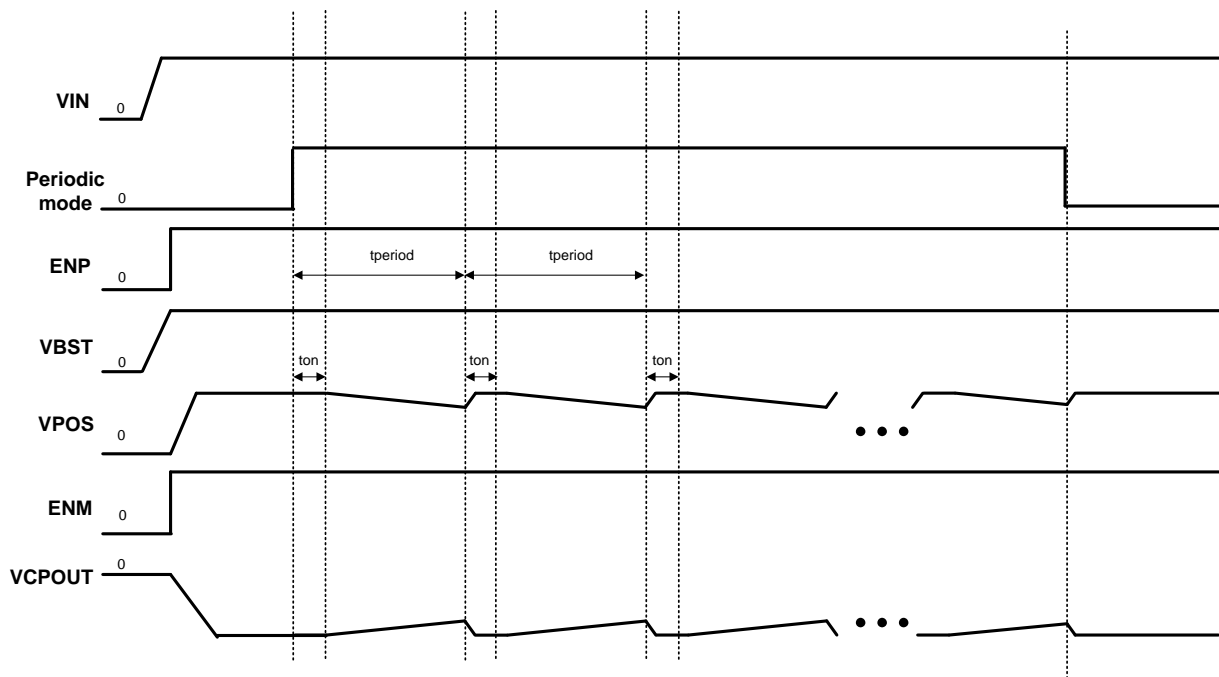 VIN
0
Periodic
mode
0
ENP
0
tperiod
tperiod
VBST
0
ton
ton
ton
VPOS
0
ENM
0
VCPOUT
0